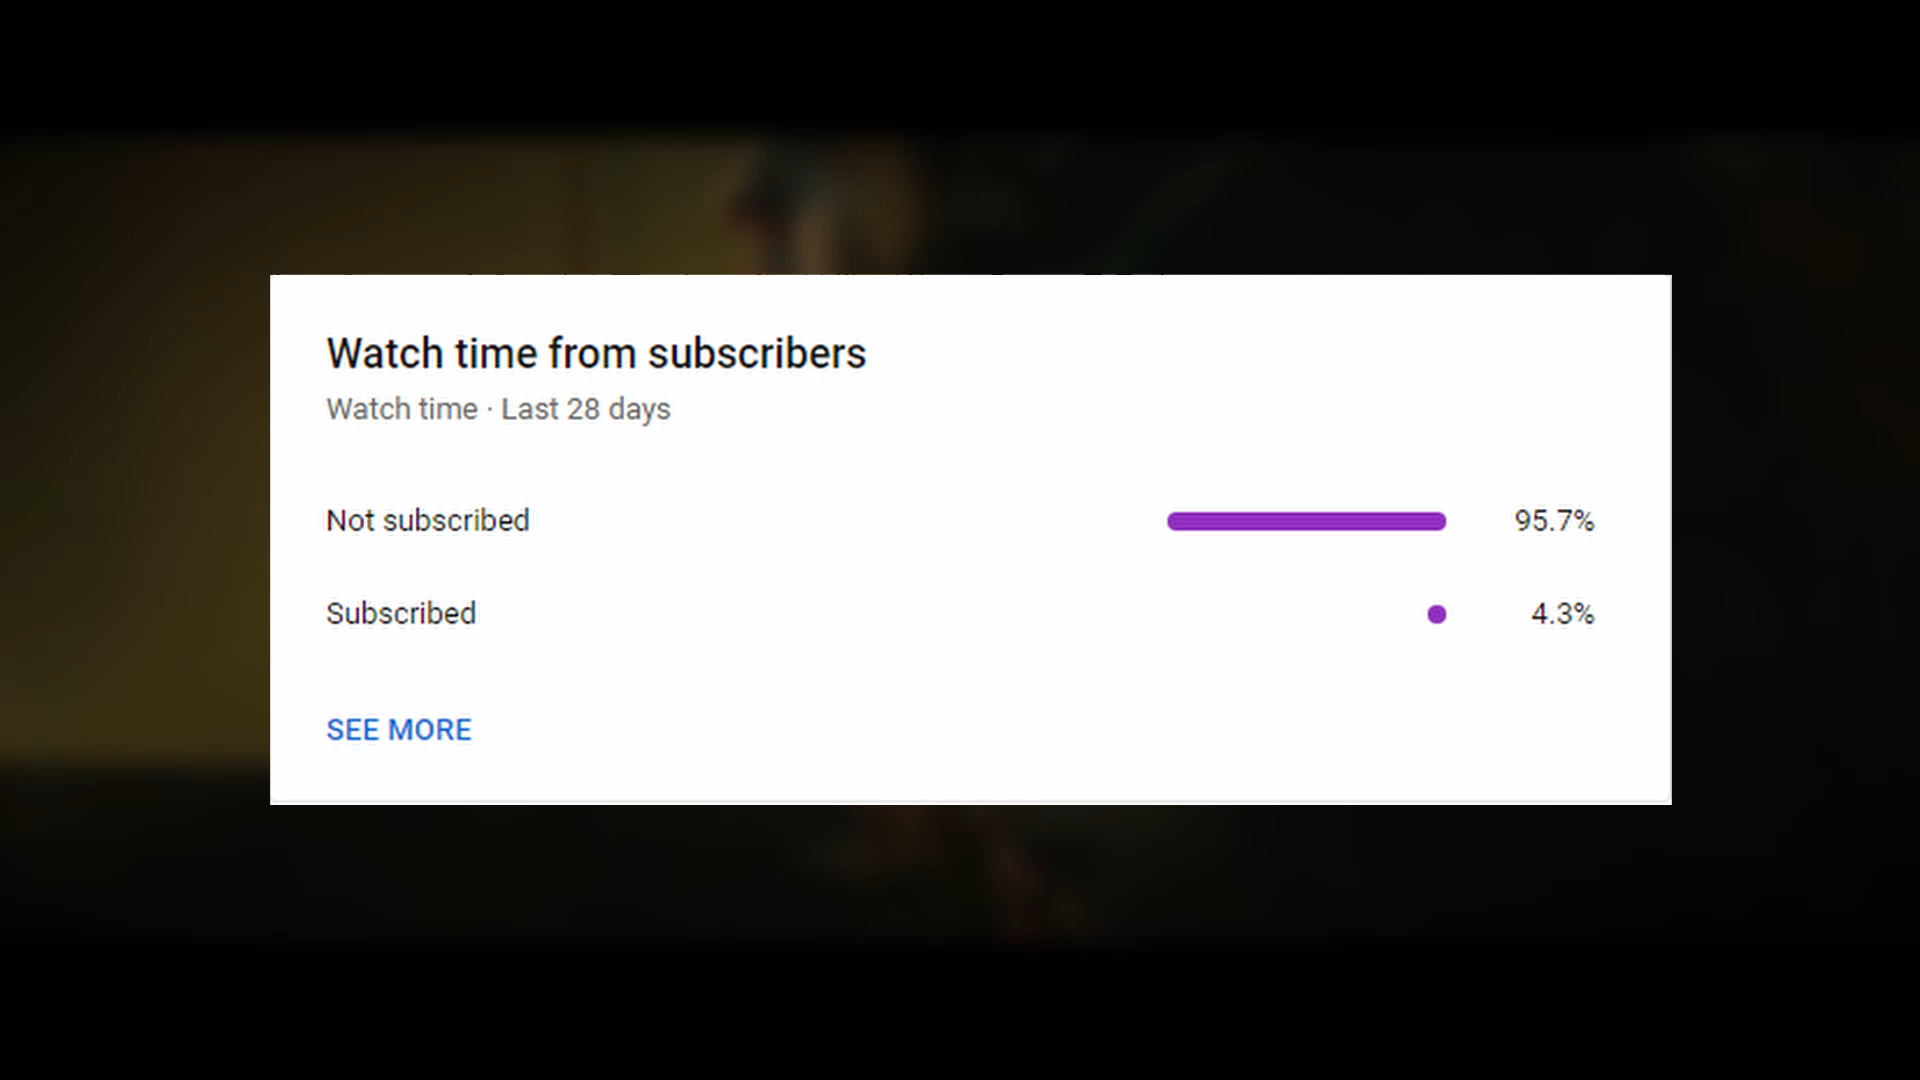 Watch time from subscribers
Watch time · Last 28 days
Not subscribed 95.7%
Subscribed 4.3%
SEE MORE